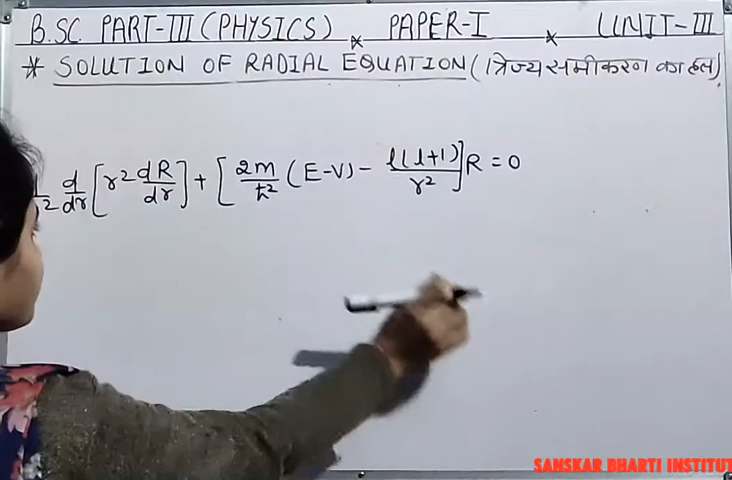 B.SC. PART-III (PHYSICS) * PAPER-I * UNIT-III
* SOLUTION OF RADIAL EQUATION (त्रिज्य समीकरण का हल)
d/dr [r² dR/dr] + [2m/ħ² (E-V) - l(l+1)/r²] R = 0
SANSKAR BHARTI INSTITUT